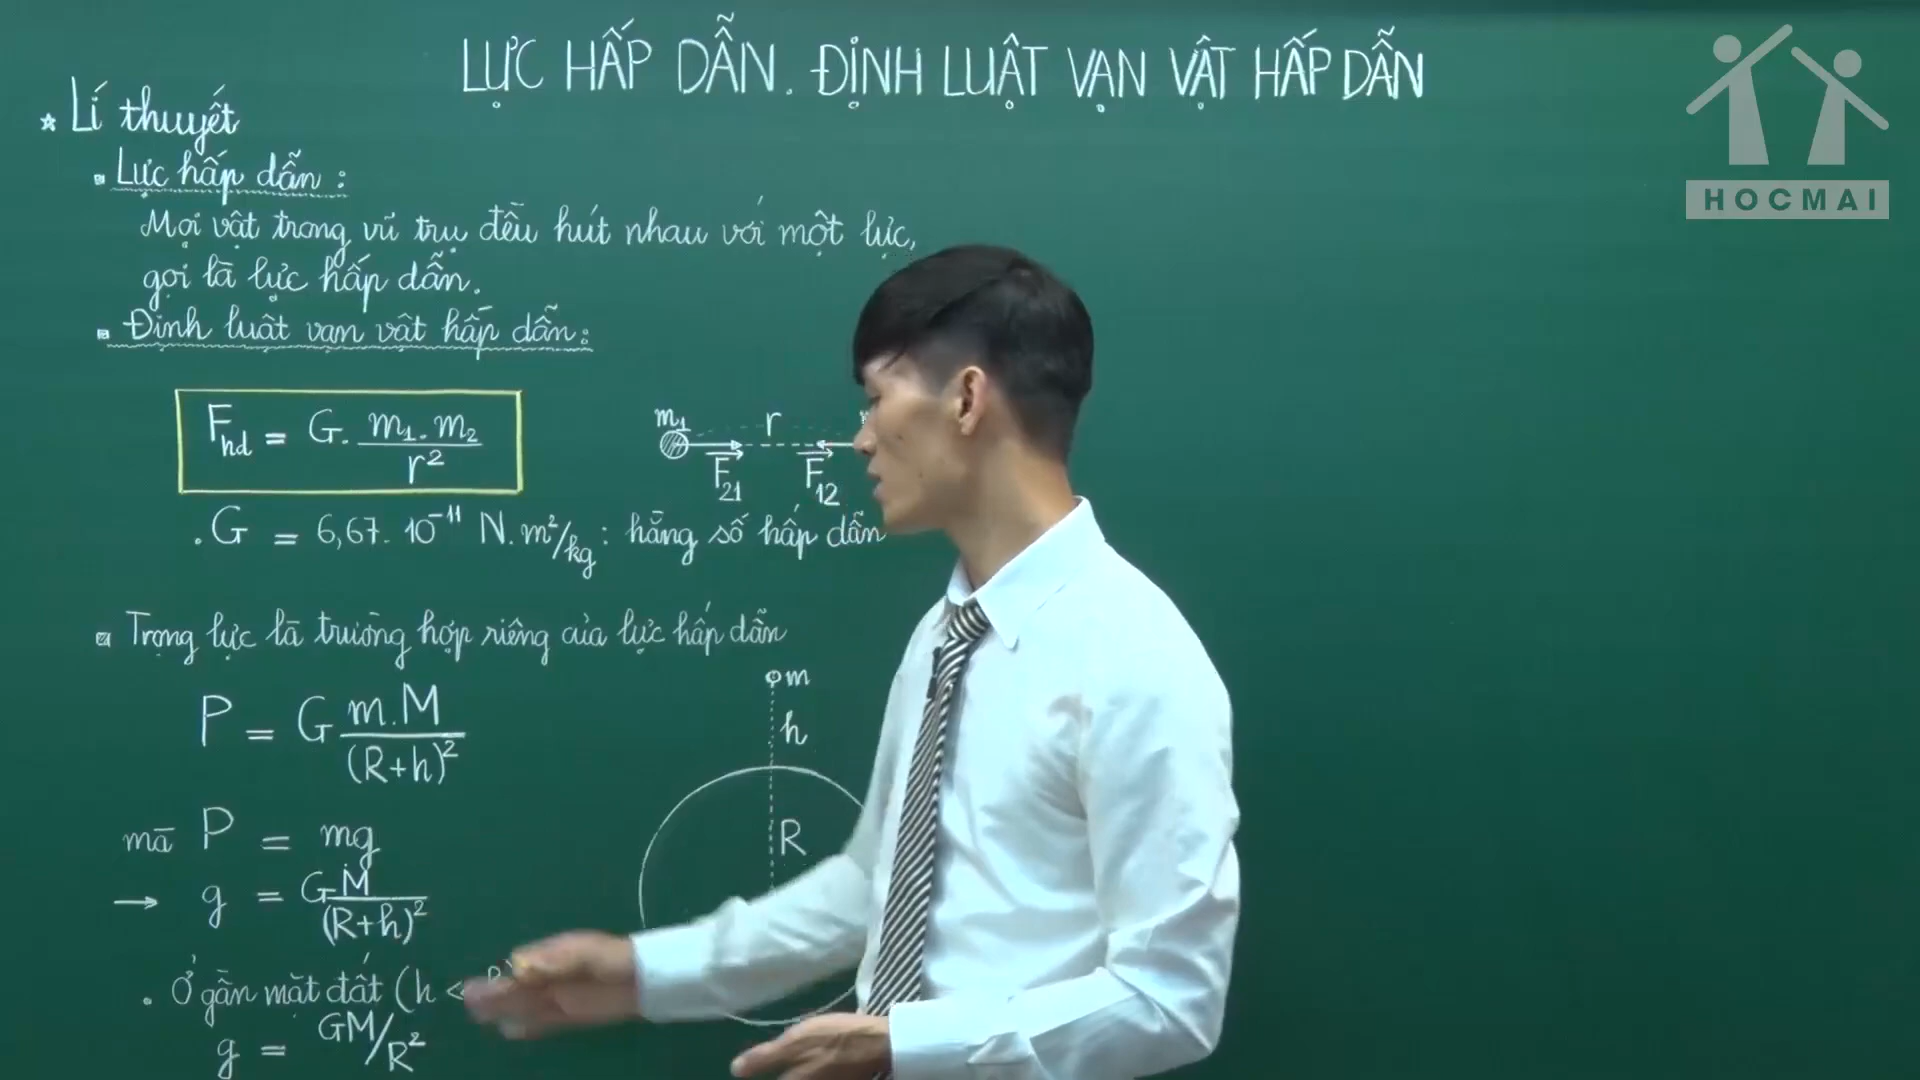 LỰC HẤP DẪN. ĐỊNH LUẬT VẠN VẬT HẤP DẪN
HOCMAI
* Lí thuyết
Lực hấp dẫn :
Mọi vật trong vũ trụ đều hút nhau với một lực,
gọi là lực hấp dẫn.
Định luật vạn vật hấp dẫn:
F_hd = G. m₁.m₂ / r²
m₁ r
F₂₁ F₁₂
. G = 6,67. 10⁻¹¹ N.m²/kg : hằng số hấp dẫn
Trọng lực là trường hợp riêng của lực hấp dẫn
P = G m.M / (R+h)²
m
h
R
mà P = mg
→ g = GM / (R+h)²
. Ở gần mặt đất (h <
g = GM/R²